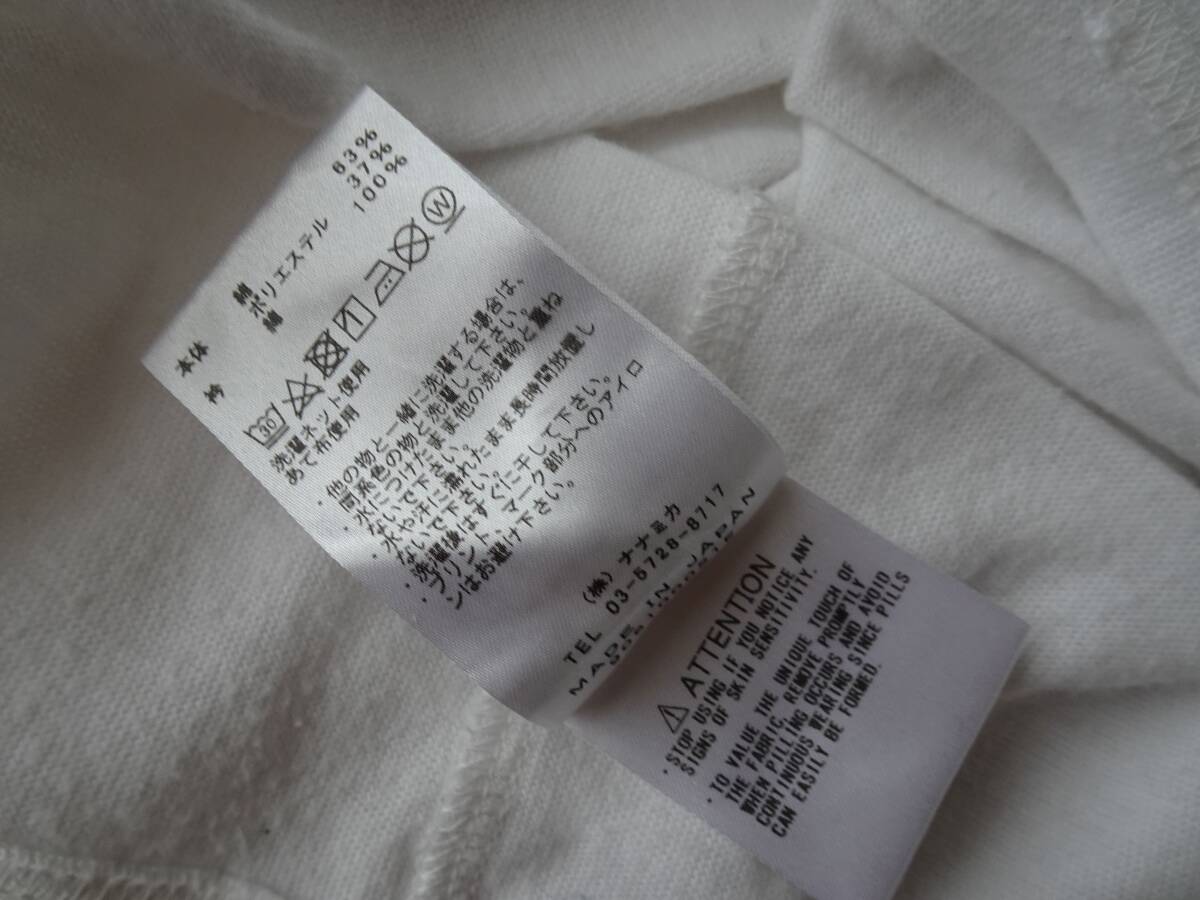 本体 綿 63%
ポリエステル 37%
衿 綿 100%
30
W
洗濯ネット使用
あて布使用
・他の物と一緒に洗濯する場合は、
同系色の物と洗濯して下さい。
・水につけたまま他の洗濯物と重ね
ないで下さい。
・水や汗に濡れたまま長時間放置し
ないで下さい。
・洗濯後はすぐに干して下さい。
・プリント、マーク部分へのアイロ
ンはお避け下さい。
(株) ナナミカ
TEL 03-5728-8717
MADE IN JAPAN
ATTENTION
・STOP USING IF YOU NOTICE ANY
SIGNS OF SKIN SENSITIVITY.
・TO VALUE THE UNIQUE TOUCH OF
THE FABRIC, REMOVE PROMPTLY
WHEN PILLING OCCURS AND AVOID
CONTINUOUS WEARING SINCE PILLS
CAN EASILY BE FORMED.